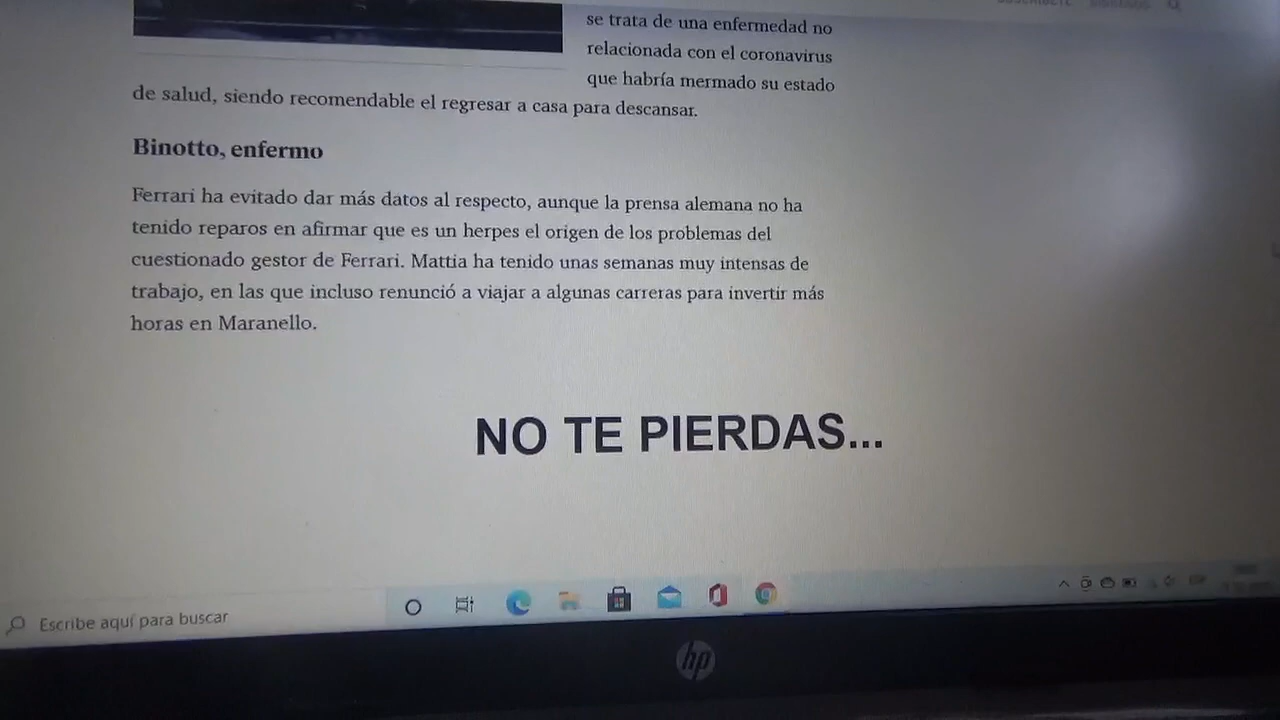 se trata de una enfermedad no
relacionada con el coronavirus
que habría mermado su estado
de salud, siendo recomendable el regresar a casa para descansar.
Binotto, enfermo
Ferrari ha evitado dar más datos al respecto, aunque la prensa alemana no ha
tenido reparos en afirmar que es un herpes el origen de los problemas del
cuestionado gestor de Ferrari. Mattia ha tenido unas semanas muy intensas de
trabajo, en las que incluso renunció a viajar a algunas carreras para invertir más
horas en Maranello.
NO TE PIERDAS...
Escribe aquí para buscar
hp